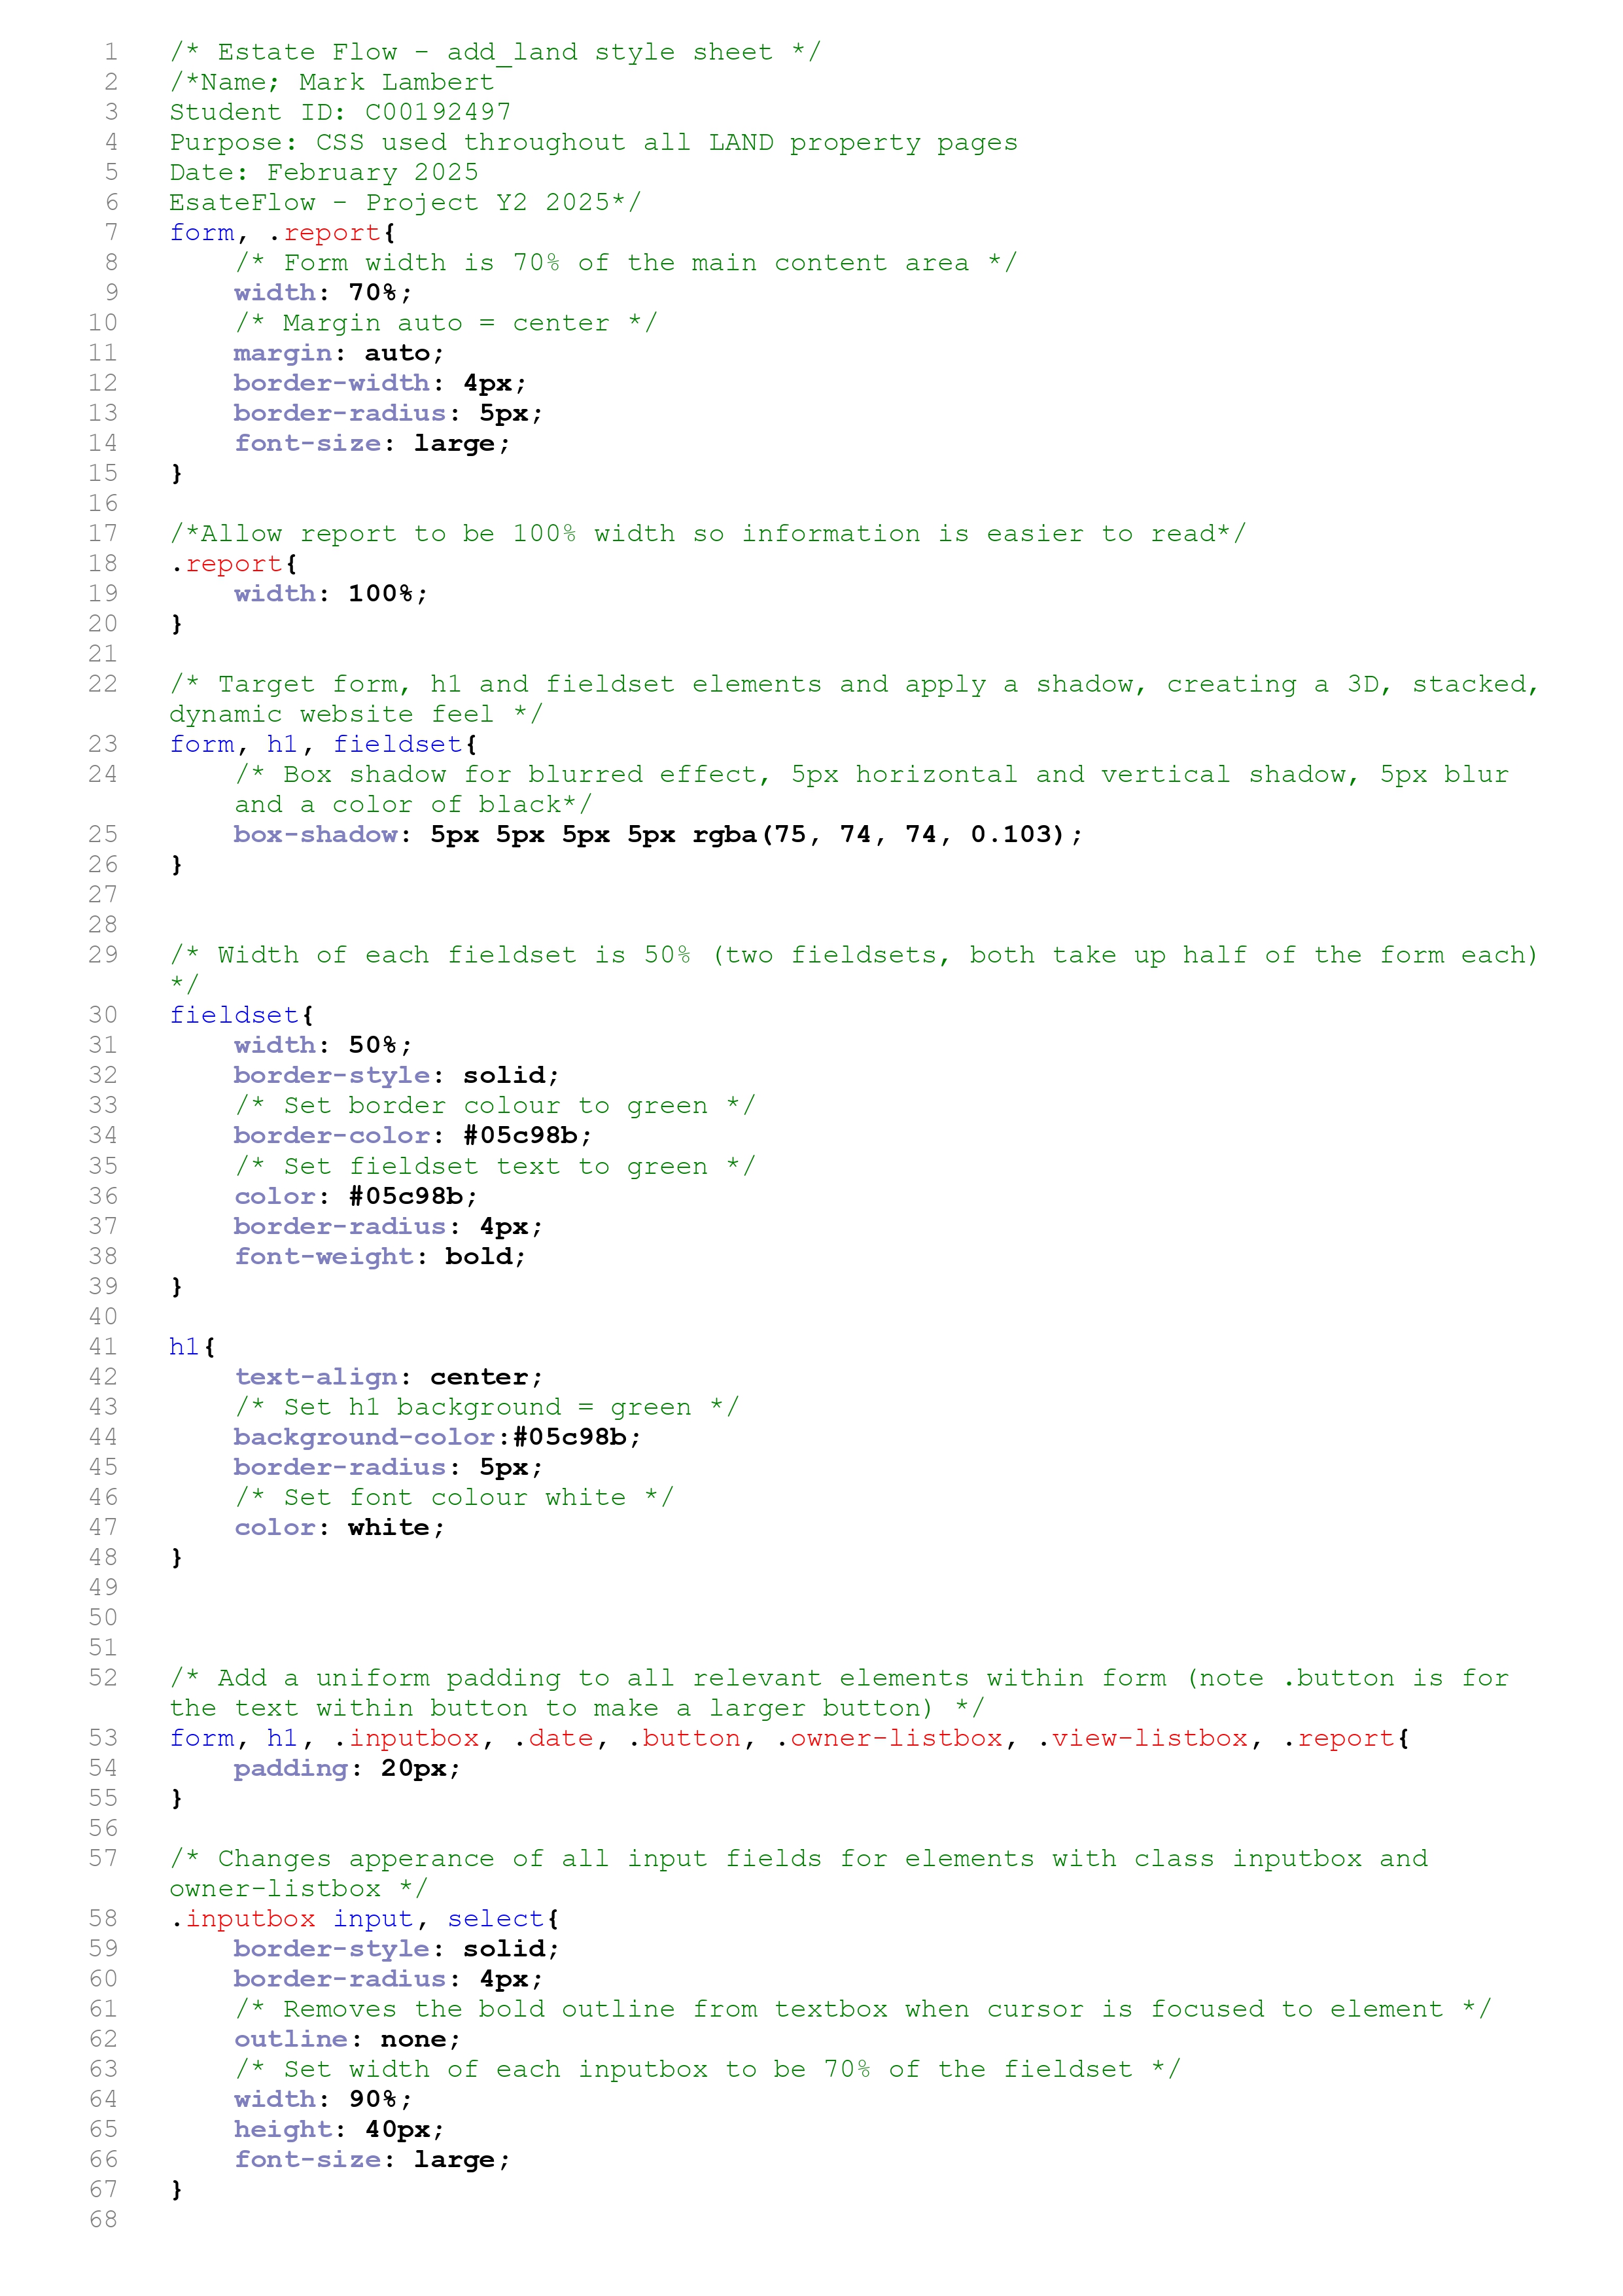 1 /* Estate Flow - add_land style sheet */
2 /*Name; Mark Lambert
3 Student ID: C00192497
4 Purpose: CSS used throughout all LAND property pages
5 Date: February 2025
6 EsateFlow - Project Y2 2025*/
7 form, .report{
8 /* Form width is 70% of the main content area */
9 width: 70%;
10 /* Margin auto = center */
11 margin: auto;
12 border-width: 4px;
13 border-radius: 5px;
14 font-size: large;
15 }
16
17 /*Allow report to be 100% width so information is easier to read*/
18 .report{
19 width: 100%;
20 }
21
22 /* Target form, h1 and fieldset elements and apply a shadow, creating a 3D, stacked,
dynamic website feel */
23 form, h1, fieldset{
24 /* Box shadow for blurred effect, 5px horizontal and vertical shadow, 5px blur
and a color of black*/
25 box-shadow: 5px 5px 5px 5px rgba(75, 74, 74, 0.103);
26 }
27
28
29 /* Width of each fieldset is 50% (two fieldsets, both take up half of the form each)
*/
30 fieldset{
31 width: 50%;
32 border-style: solid;
33 /* Set border colour to green */
34 border-color: #05c98b;
35 /* Set fieldset text to green */
36 color: #05c98b;
37 border-radius: 4px;
38 font-weight: bold;
39 }
40
41 h1{
42 text-align: center;
43 /* Set h1 background = green */
44 background-color:#05c98b;
45 border-radius: 5px;
46 /* Set font colour white */
47 color: white;
48 }
49
50
51
52 /* Add a uniform padding to all relevant elements within form (note .button is for
the text within button to make a larger button) */
53 form, h1, .inputbox, .date, .button, .owner-listbox, .view-listbox, .report{
54 padding: 20px;
55 }
56
57 /* Changes apperance of all input fields for elements with class inputbox and
owner-listbox */
58 .inputbox input, select{
59 border-style: solid;
60 border-radius: 4px;
61 /* Removes the bold outline from textbox when cursor is focused to element */
62 outline: none;
63 /* Set width of each inputbox to be 70% of the fieldset */
64 width: 90%;
65 height: 40px;
66 font-size: large;
67 }
68